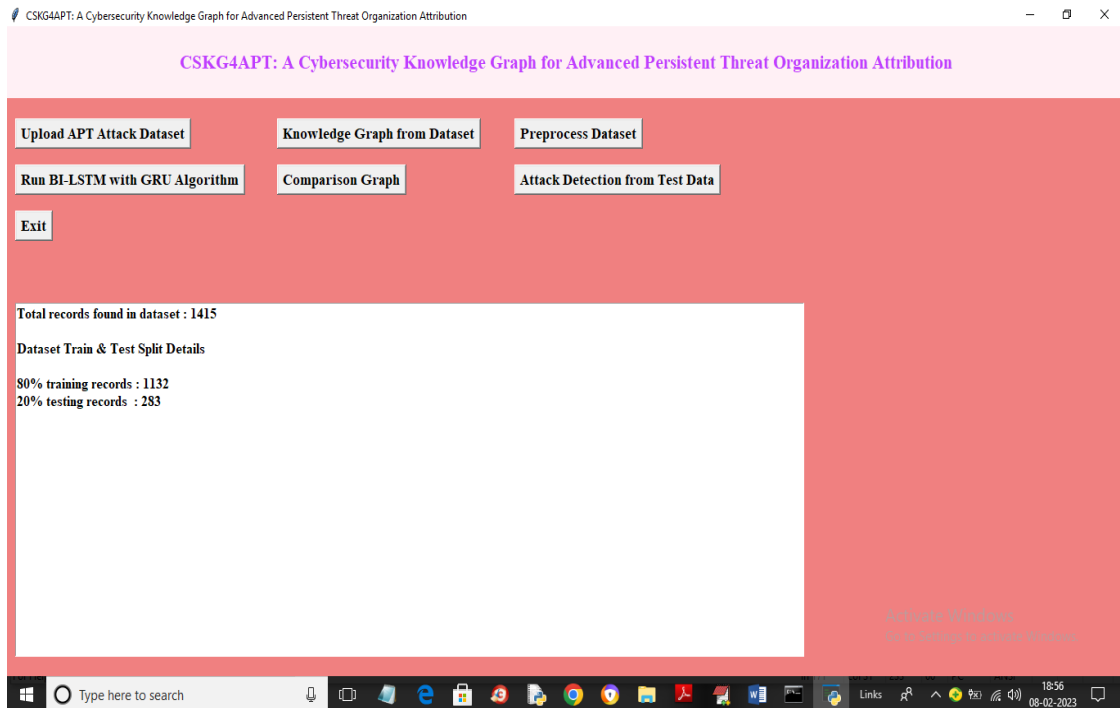 CSKG4APT: A Cybersecurity Knowledge Graph for Advanced Persistent Threat Organization Attribution
CSKG4APT: A Cybersecurity Knowledge Graph for Advanced Persistent Threat Organization Attribution
Upload APT Attack Dataset
Knowledge Graph from Dataset
Preprocess Dataset
Run BI-LSTM with GRU Algorithm
Comparison Graph
Attack Detection from Test Data
Exit
Total records found in dataset : 1415
Dataset Train & Test Split Details
80% training records : 1132
20% testing records  : 283
Activate Windows
Type here to search
Links
18:56
08-02-2023